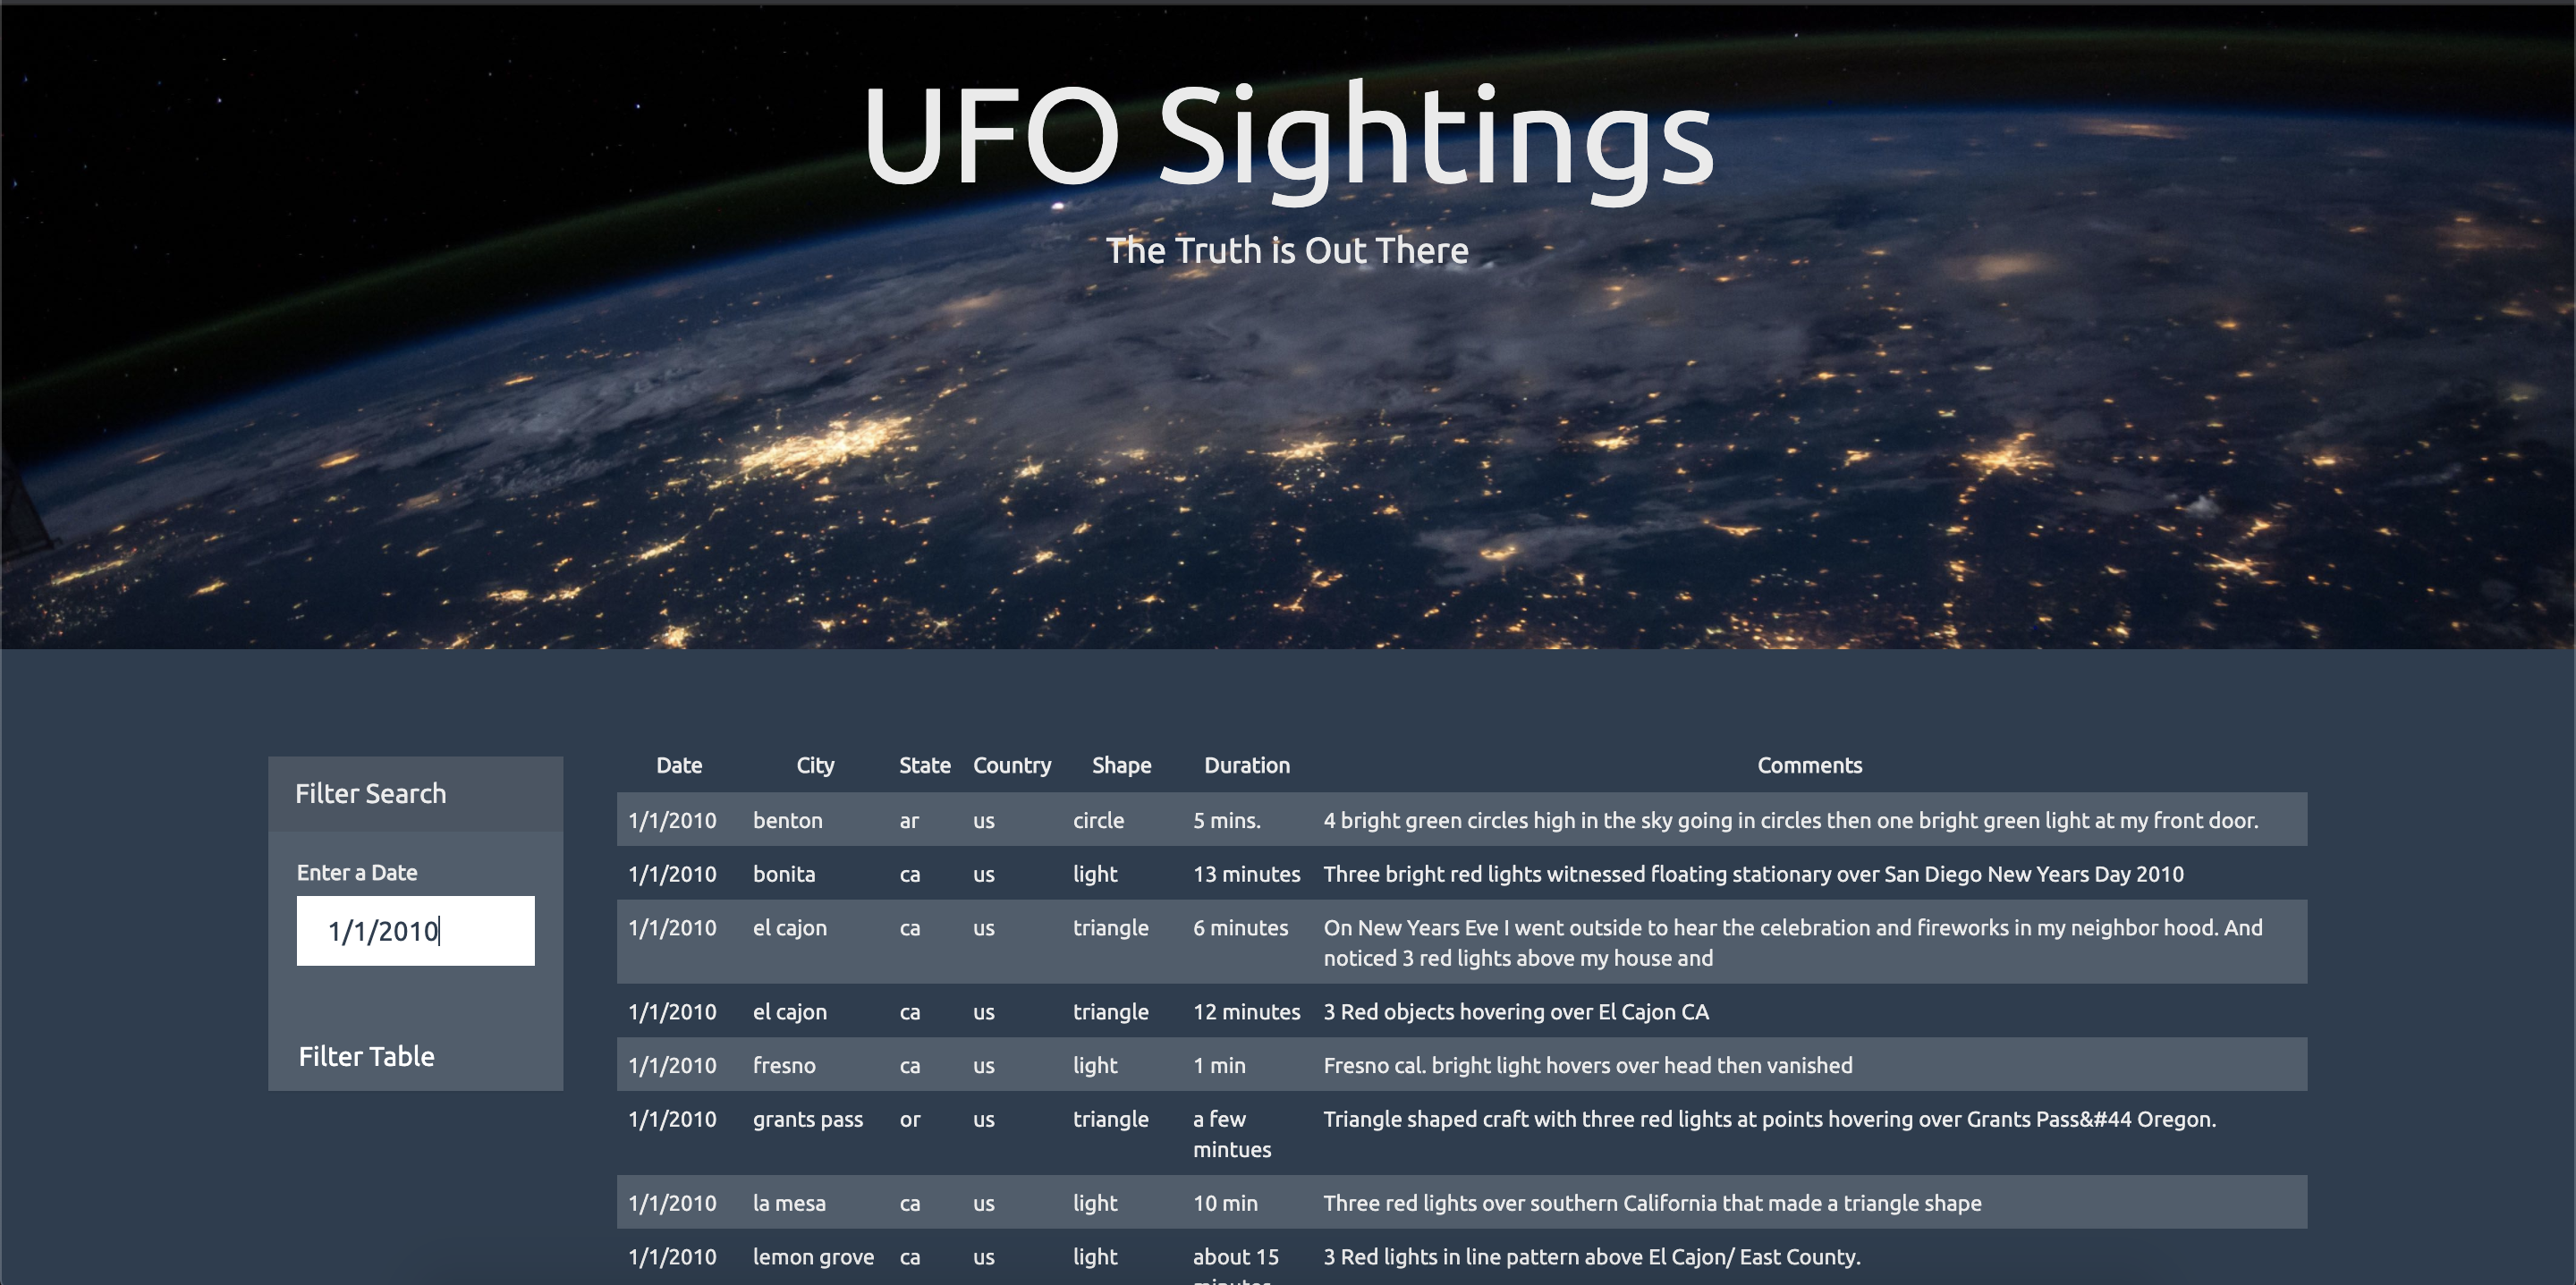 UFO Sightings
The Truth is Out There
Filter Search
Enter a Date
1/1/2010
Filter Table
Date City State Country Shape Duration Comments
1/1/2010 benton ar us circle 5 mins. 4 bright green circles high in the sky going in circles then one bright green light at my front door.
1/1/2010 bonita ca us light 13 minutes Three bright red lights witnessed floating stationary over San Diego New Years Day 2010
1/1/2010 el cajon ca us triangle 6 minutes On New Years Eve I went outside to hear the celebration and fireworks in my neighbor hood. And
noticed 3 red lights above my house and
1/1/2010 el cajon ca us triangle 12 minutes 3 Red objects hovering over El Cajon CA
1/1/2010 fresno ca us light 1 min Fresno cal. bright light hovers over head then vanished
1/1/2010 grants pass or us triangle a few Triangle shaped craft with three red lights at points hovering over Grants Pass&#44 Oregon.
mintues
1/1/2010 la mesa ca us light 10 min Three red lights over southern California that made a triangle shape
1/1/2010 lemon grove ca us light about 15 3 Red lights in line pattern above El Cajon/ East County.